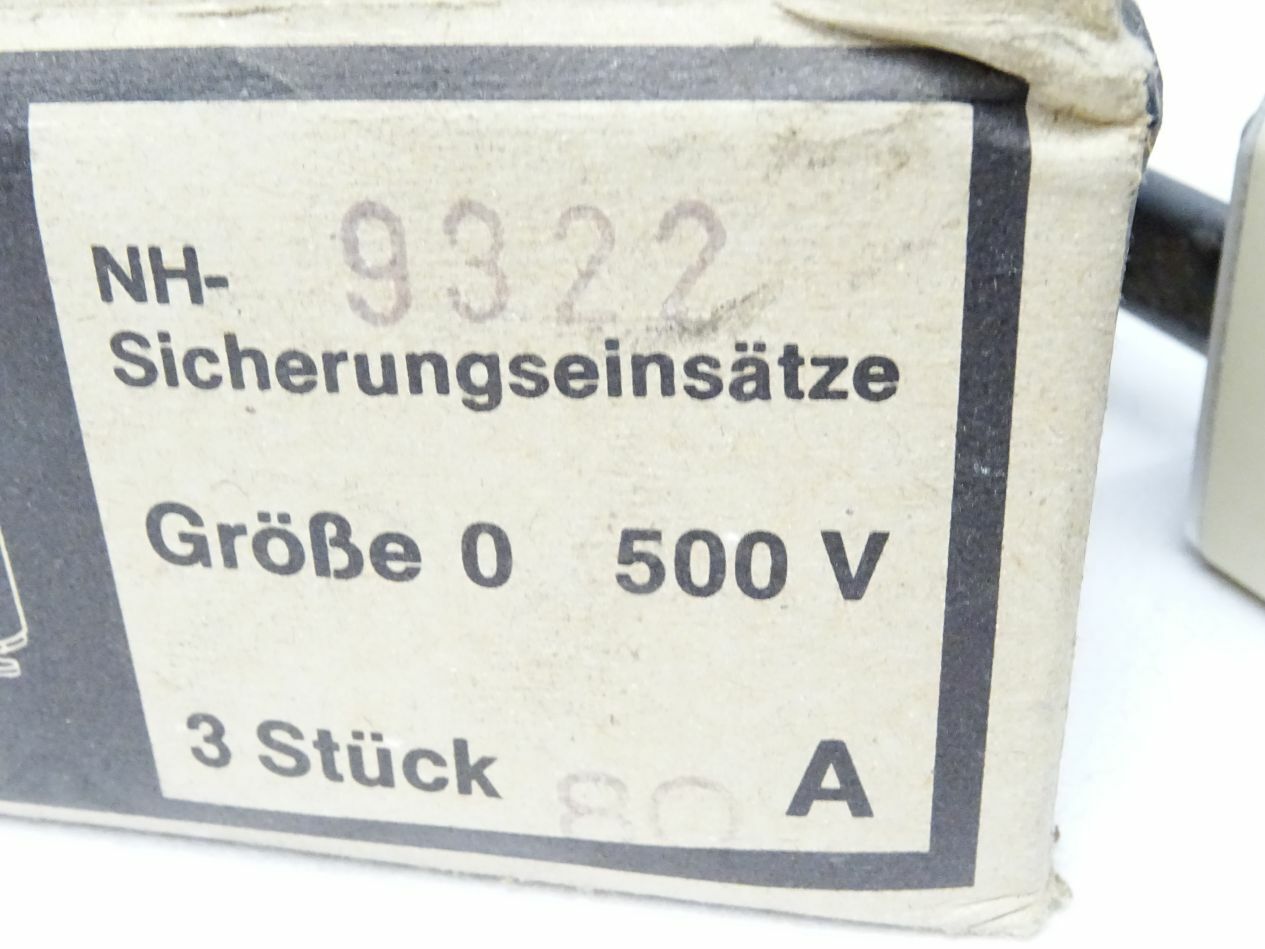 9322
NH-
Sicherungseinsätze
Größe 0 500 V
3 Stück 80 A